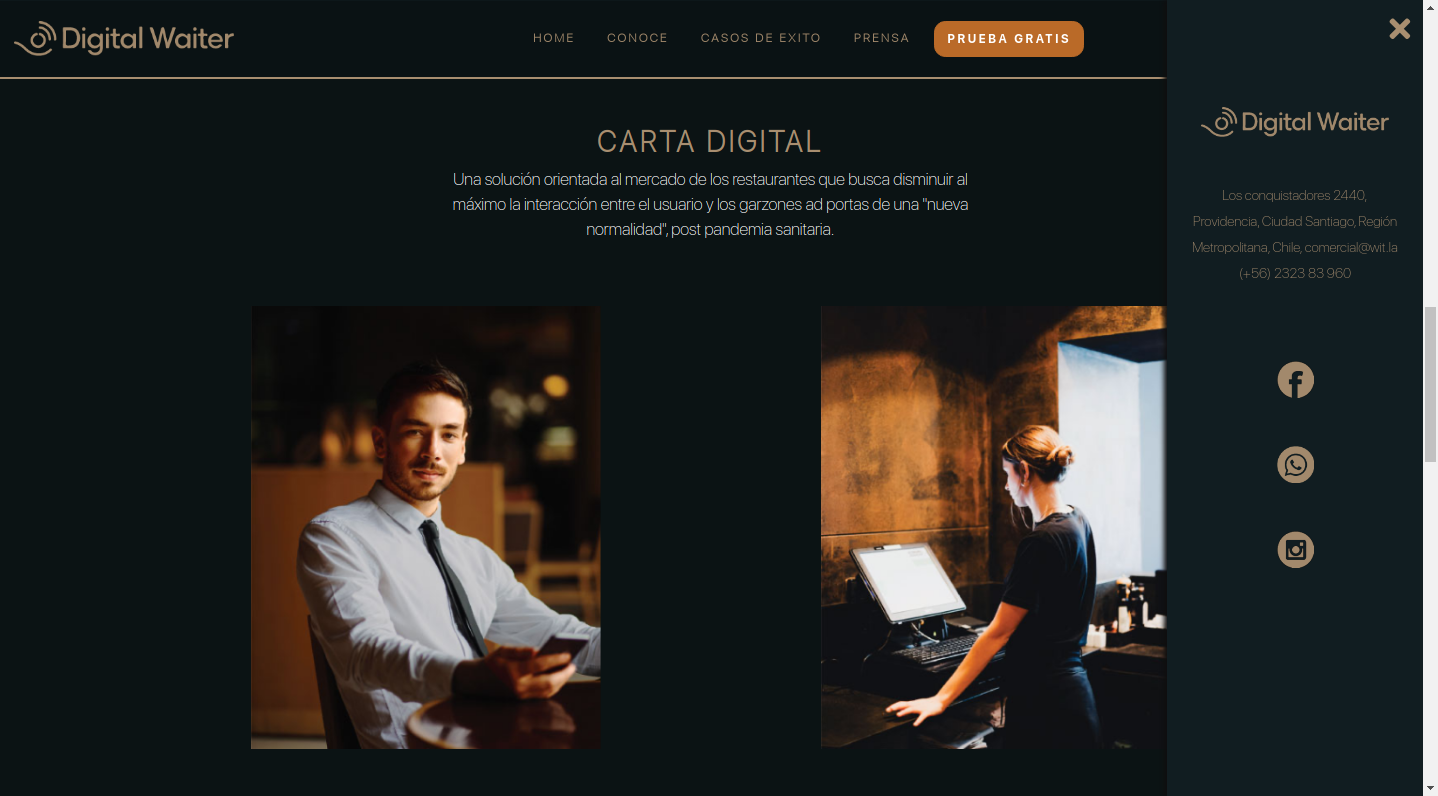 Digital Waiter
HOME CONOCE CASOS DE EXITO PRENSA PRUEBA GRATIS
CARTA DIGITAL
Una solución orientada al mercado de los restaurantes que busca disminuir al
máximo la interacción entre el usuario y los garzones ad portas de una "nueva
normalidad", post pandemia sanitaria.
Digital Waiter
Los conquistadores 2440,
Providencia, Ciudad Santiago, Región
Metropolitana, Chile, comercial@wit.la
(+56) 2323 83 960